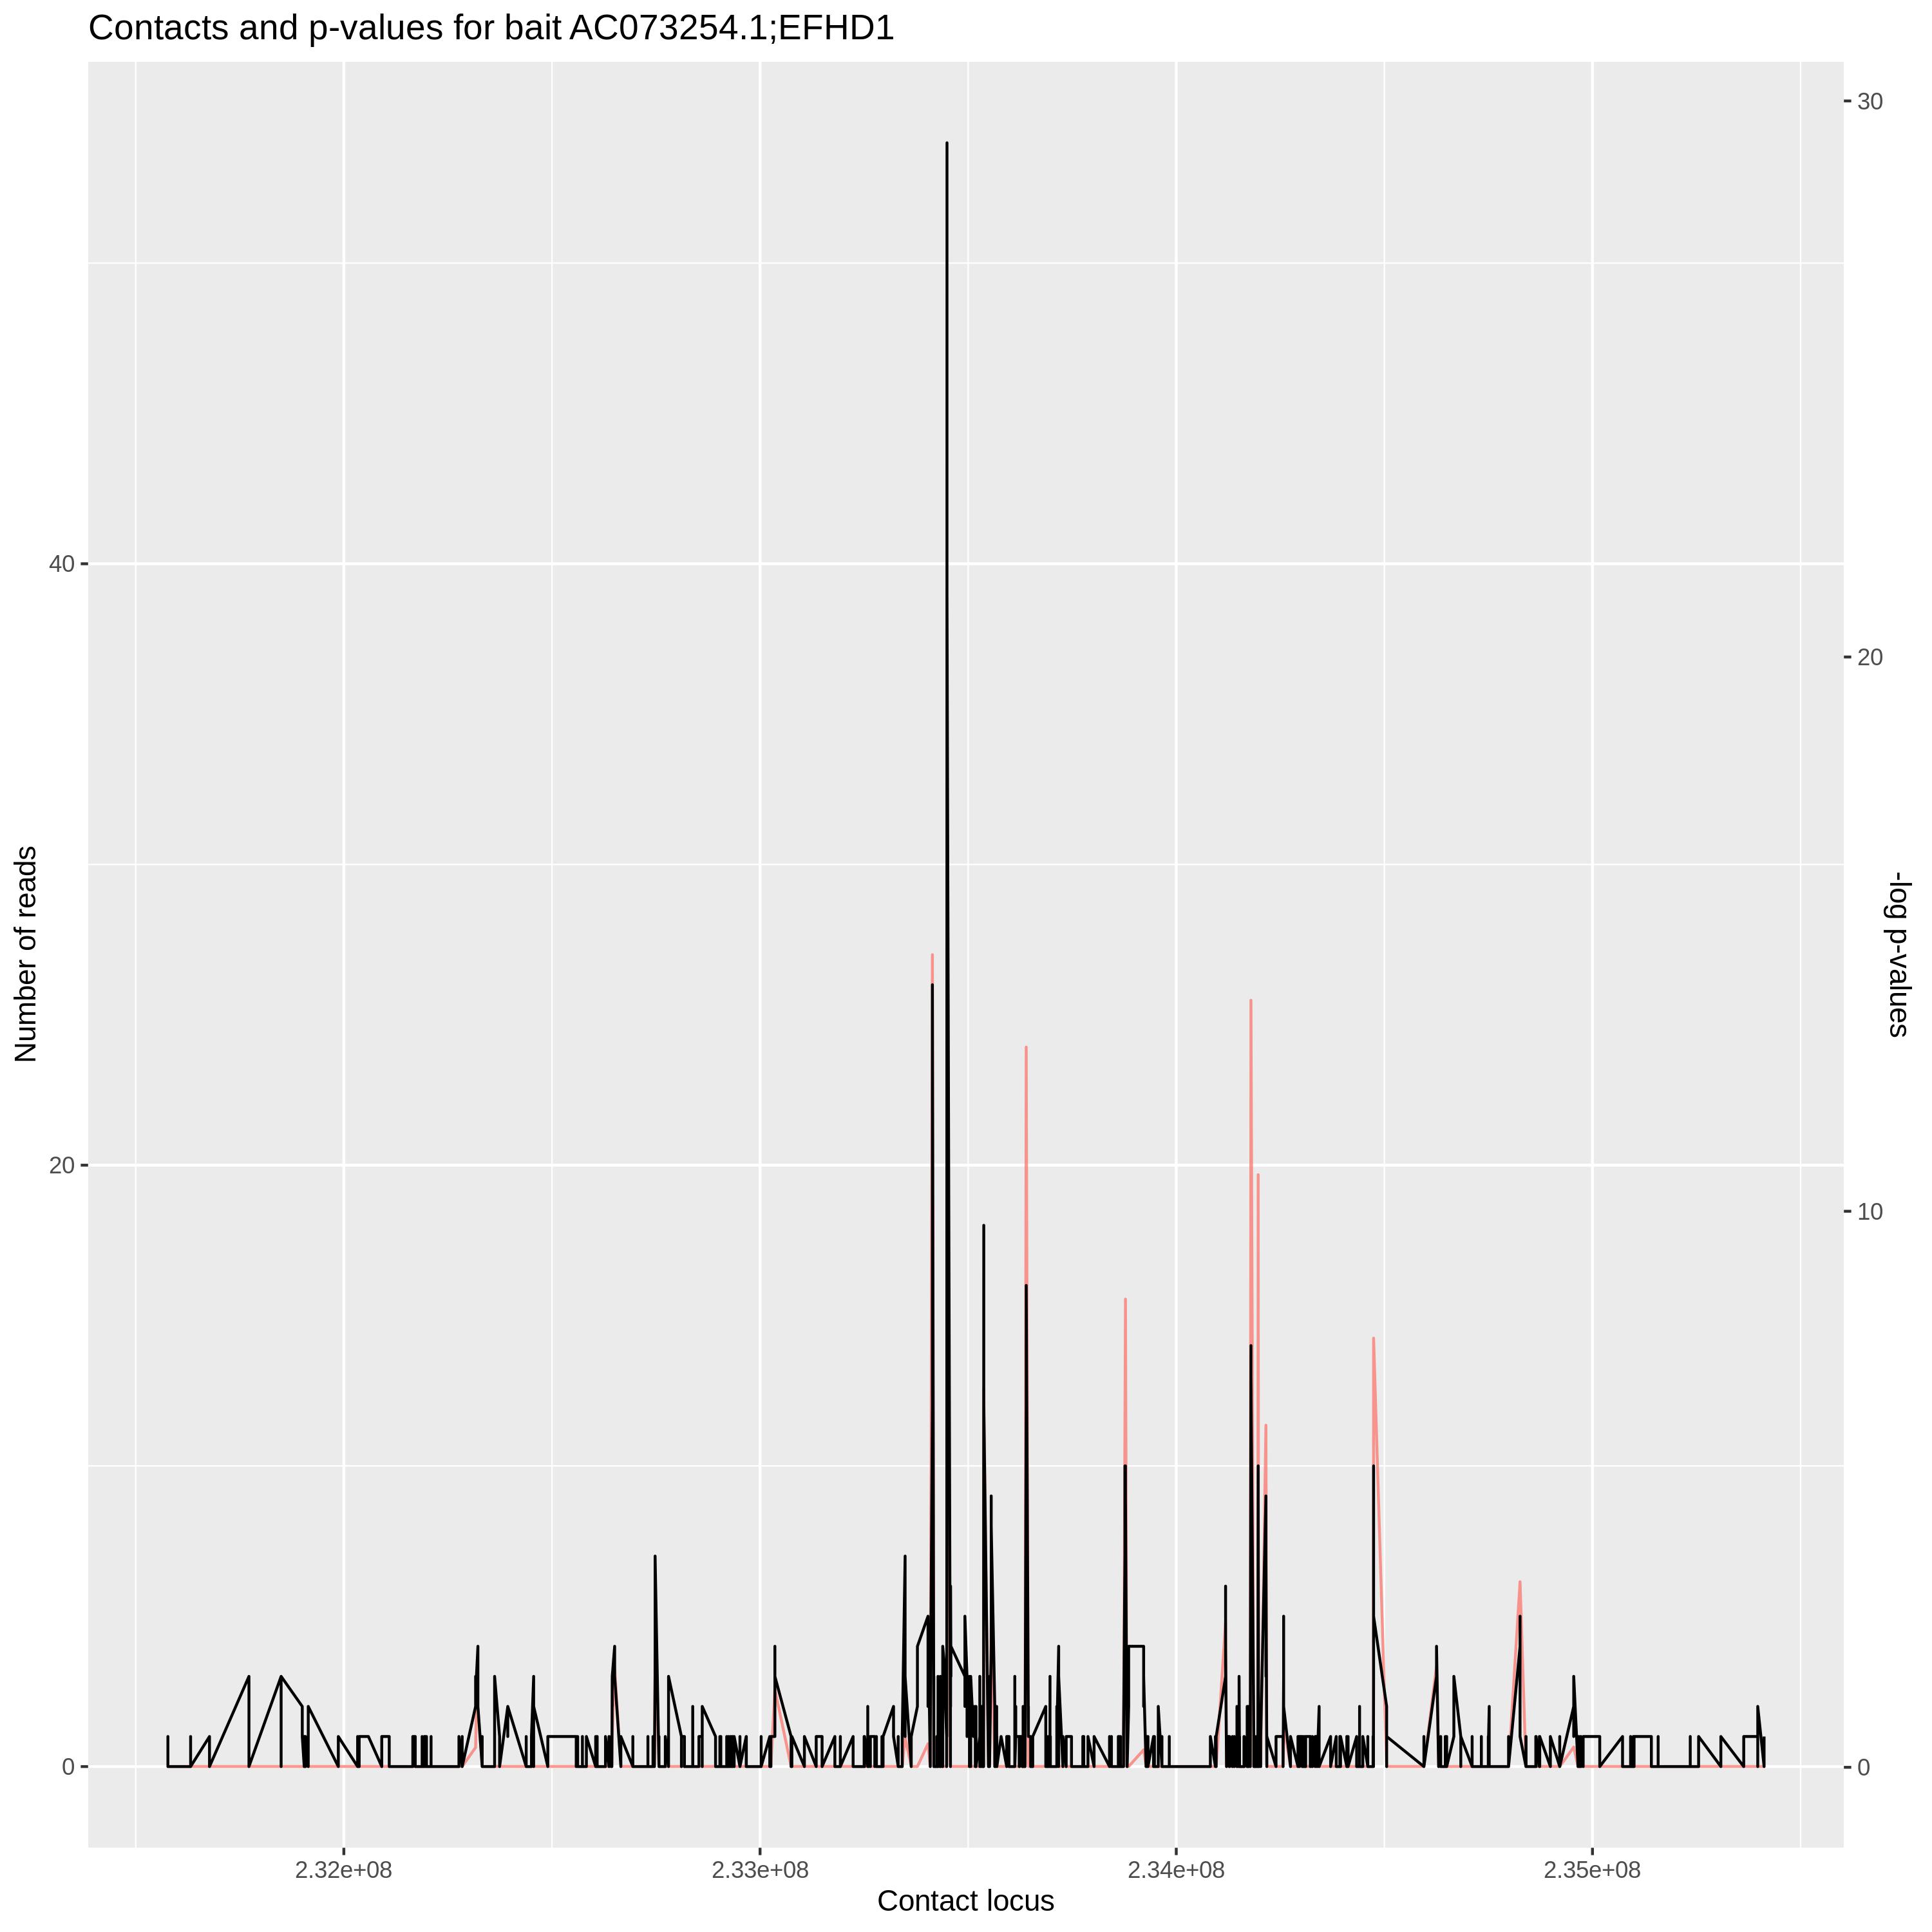 Contacts and p-values for bait AC073254.1;EFHD1
30
40
20
Number of reads
-log p-values
20
10
0
0
2.32e+08
2.33e+08
2.34e+08
2.35e+08
Contact locus